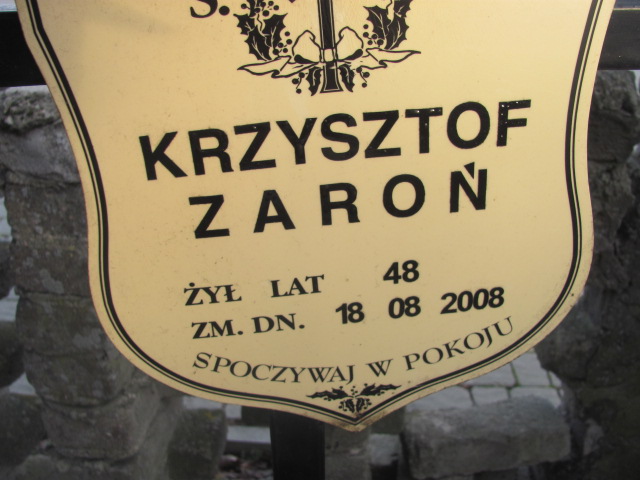 Ś.
KRZYSZTOF
ZAROŃ
ŻYŁ LAT 48
ZM. DN. 18 08 2008
SPOCZYWAJ W POKOJU